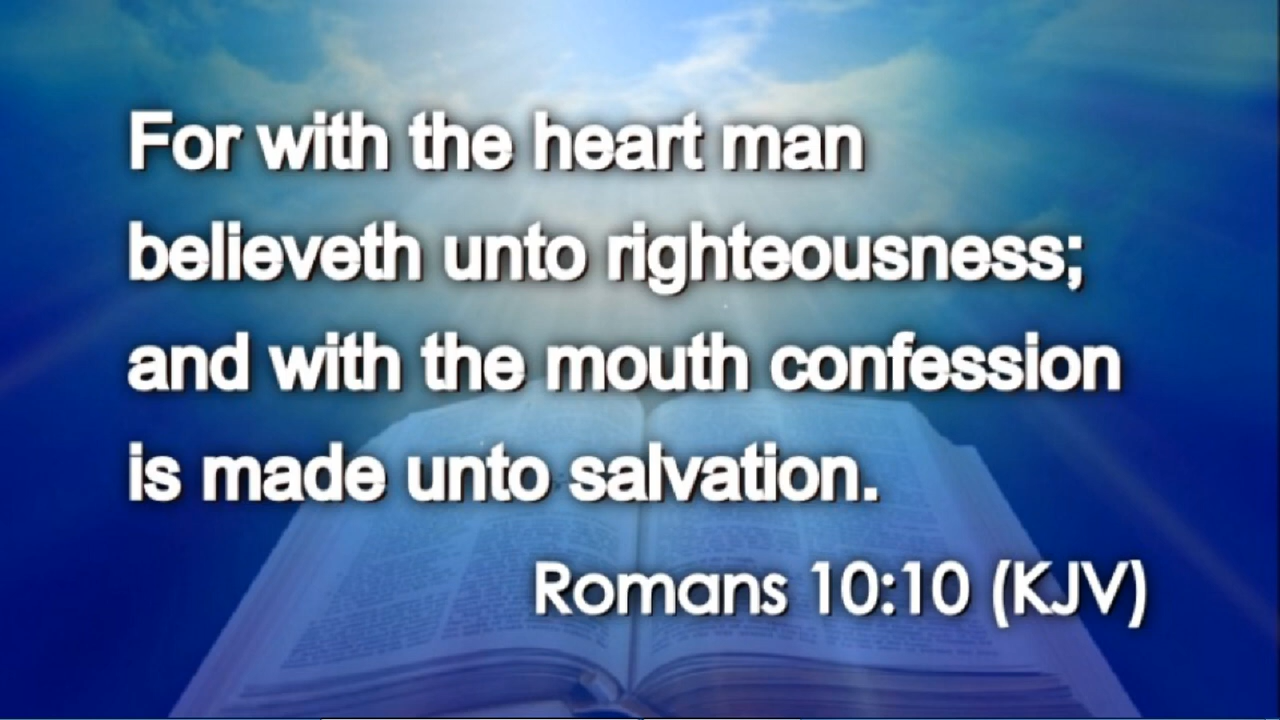 For with the heart man
believeth unto righteousness;
and with the mouth confession
is made unto salvation.
Romans 10:10 (KJV)